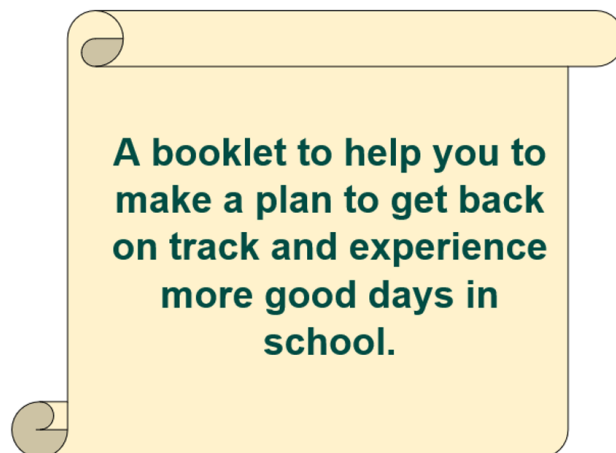 A booklet to help you to
make a plan to get back
on track and experience
more good days in
school.